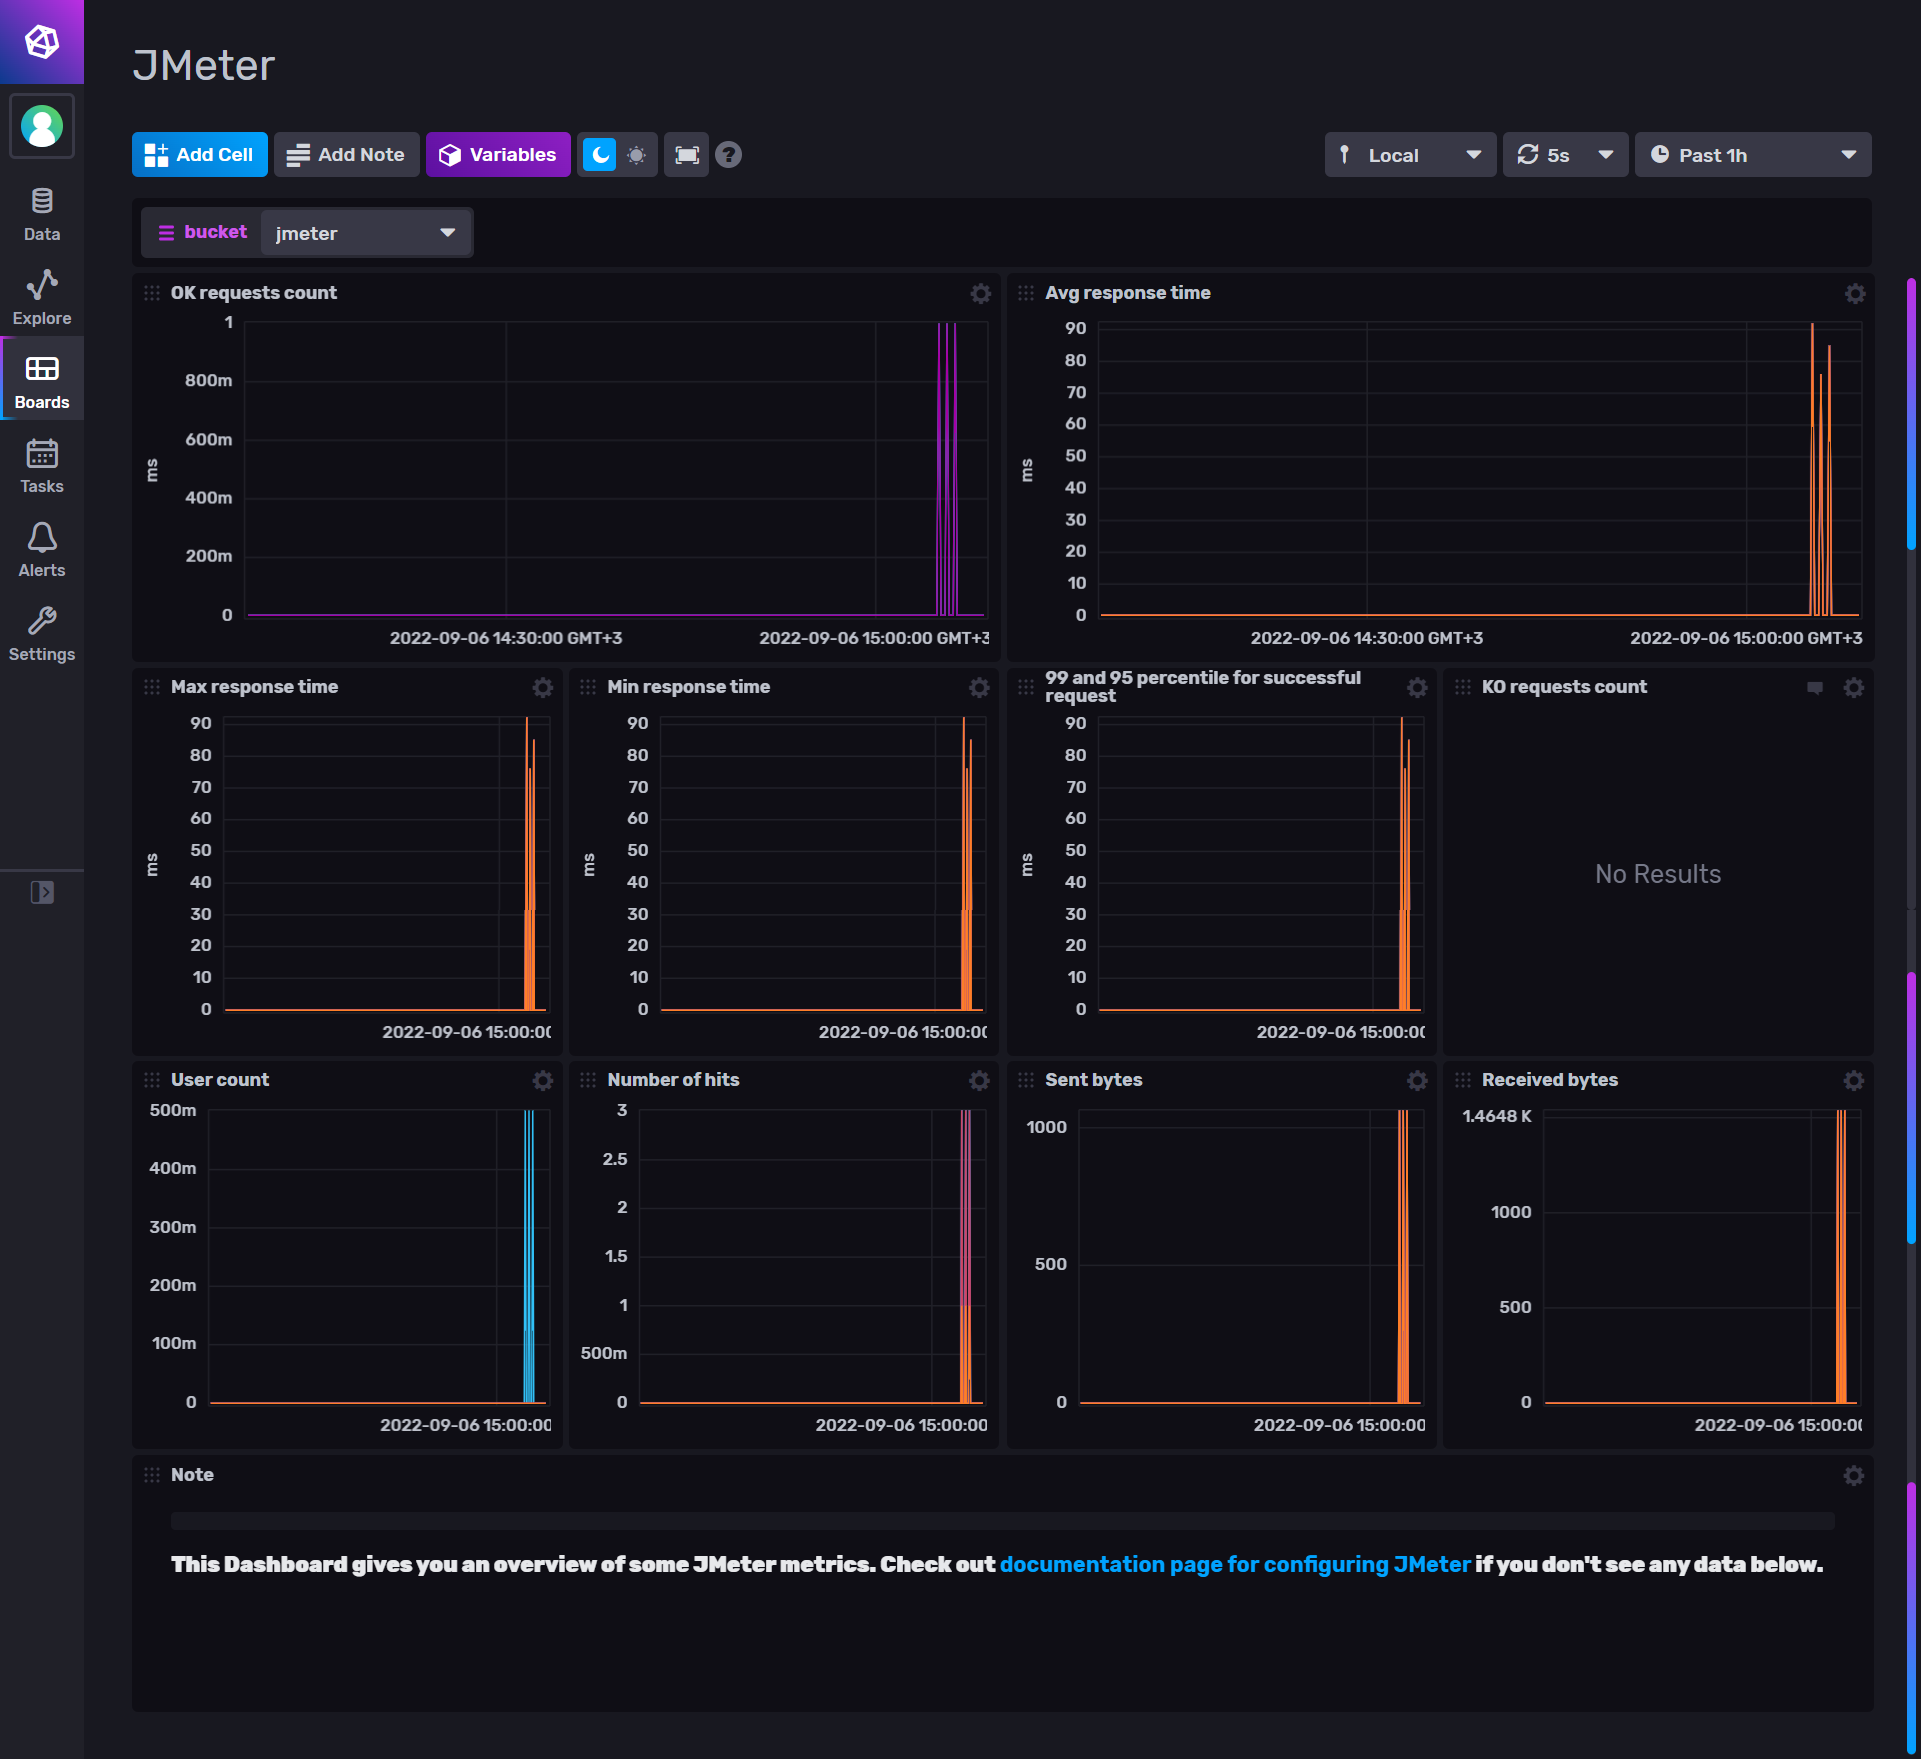 JMeter
Add Cell
Add Note
Variables
?
Local
5s
Past 1h
bucket
jmeter
Data
Explore
Boards
Tasks
Alerts
Settings
OK requests count
1
800m
600m
400m
200m
0
ms
2022-09-06 14:30:00 GMT+3
2022-09-06 15:00:00 GMT+3
Avg response time
90
80
70
60
50
40
30
20
10
0
ms
2022-09-06 14:30:00 GMT+3
2022-09-06 15:00:00 GMT+3
Max response time
90
80
70
60
50
40
30
20
10
0
ms
2022-09-06 15:00:00
Min response time
90
80
70
60
50
40
30
20
10
0
ms
2022-09-06 15:00:00
99 and 95 percentile for successful
request
90
80
70
60
50
40
30
20
10
0
ms
2022-09-06 15:00:00
KO requests count
No Results
User count
500m
400m
300m
200m
100m
0
2022-09-06 15:00:00
Number of hits
3
2.5
2
1.5
1
500m
0
2022-09-06 15:00:00
Sent bytes
1000
500
0
2022-09-06 15:00:00
Received bytes
1.4648 K
1000
500
0
2022-09-06 15:00:00
Note
This Dashboard gives you an overview of some JMeter metrics. Check out documentation page for configuring JMeter if you don't see any data below.